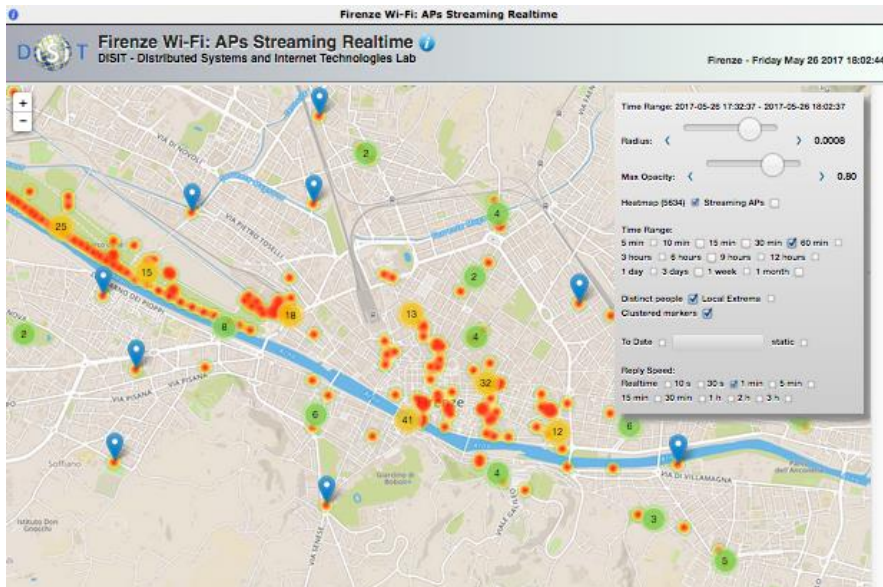 Firenze Wi-Fi: APs Streaming Realtime
DISIT
Firenze Wi-Fi: APs Streaming Realtime
DISIT - Distributed Systems and Internet Technologies Lab
Firenze - Friday May 26 2017 18:02:44
+
−
Time Range: 2017-05-26 17:32:37 - 2017-05-26 18:02:37
Radius: < > 0.0008
Max Opacity: < > 0.80
Heatmap (5634) Streaming APs
Time Range:
5 min 10 min 15 min 30 min 60 min
3 hours 6 hours 9 hours 12 hours
1 day 3 days 1 week 1 month
Distinct people Local Extrema
Clustered markers
To Date static
Reply Speed:
Realtime 10 s 30 s 1 min 5 min
15 min 30 min 1 h 2 h 3 h
VIA DI NOVOLI
2
VIA PIETRO TOSELLI
4
25
15
2
18
13
8
2
4
VIA PISANA
VIA PISANA
32
6
41
12
6
Soffiano
4
Giardino di Boboli
VIA DI VILLAMAGNA
VIA SENESE
Istituto Don Gnocchi
3
5